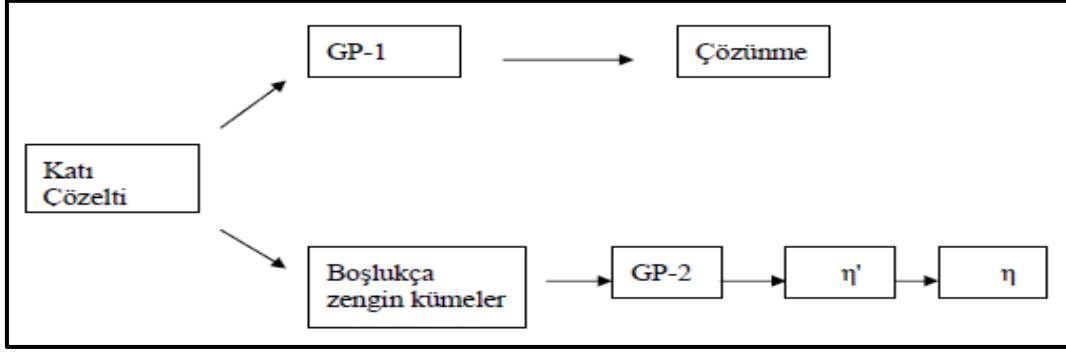 GP-1
Çözünme
Katı
Çözelti
Boşlukça
zengin kümeler
GP-2
η'
η